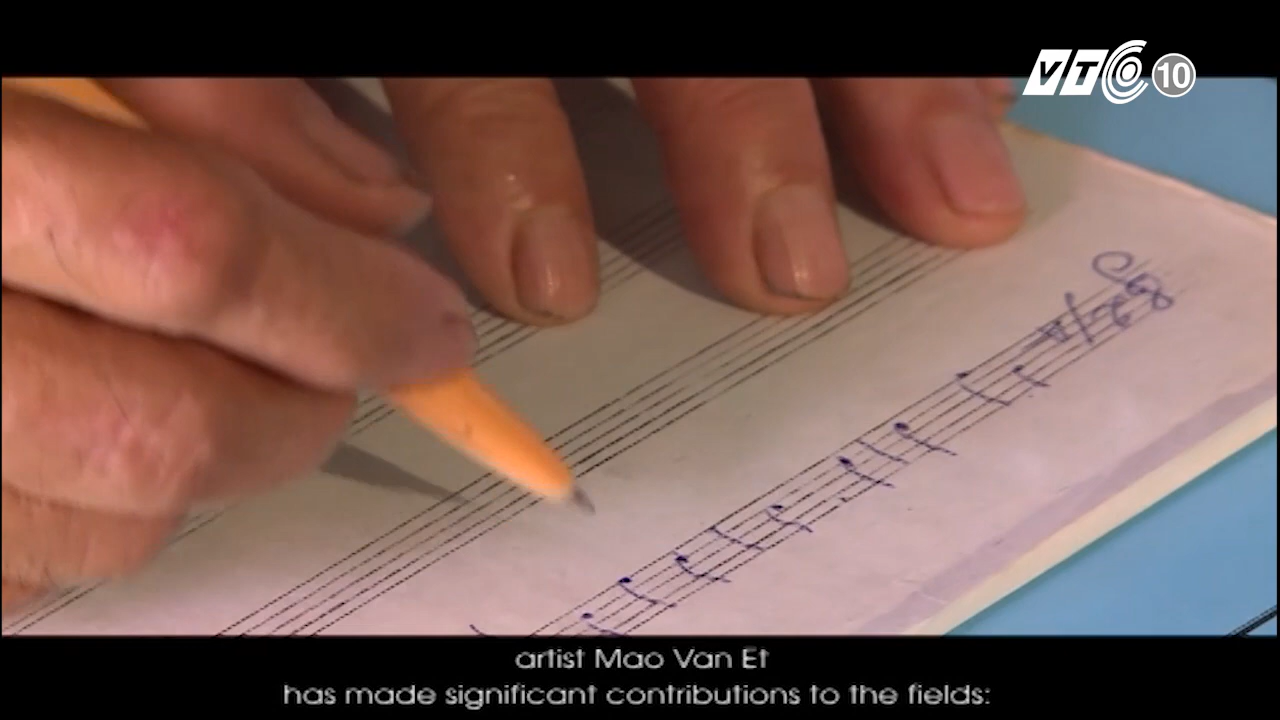 VTC10
artist Mao Van Et
has made significant contributions to the fields: